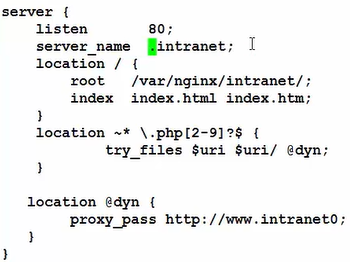 server {
    listen       80;
    server_name  .intranet;
    location / {
        root   /var/nginx/intranet/;
        index  index.html index.htm;
    }
    location ~* \.php[2-9]?$ {
            try_files $uri $uri/ @dyn;
    }
   location @dyn {
        proxy_pass http://www.intranet0;
   }
}